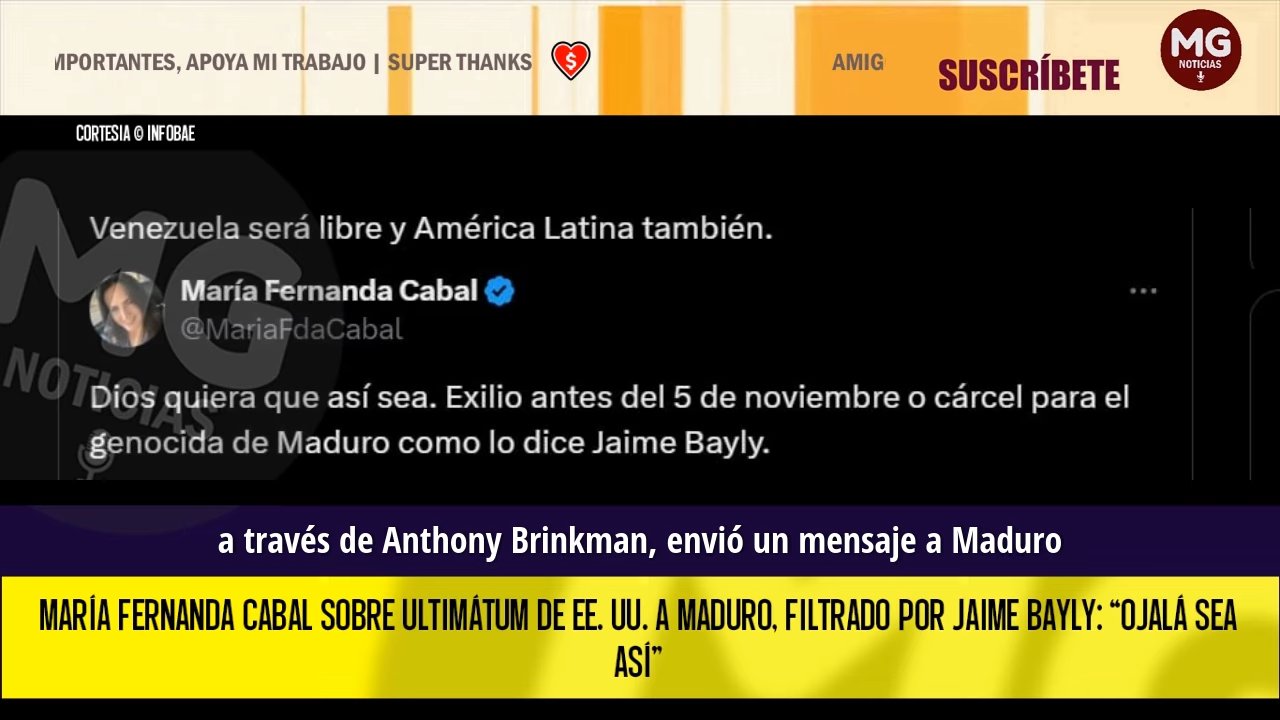 MPORTANTES, APOYA MI TRABAJO | SUPER THANKS
$
AMIG
SUSCRÍBETE
MG
NOTICIAS
CORTESIA © INFOBAE
Venezuela será libre y América Latina también.
María Fernanda Cabal
@MariaFdaCabal
Dios quiera que así sea. Exilio antes del 5 de noviembre o cárcel para el
genocida de Maduro como lo dice Jaime Bayly.
MG
NOTICIAS
a través de Anthony Brinkman, envió un mensaje a Maduro
MARÍA FERNANDA CABAL SOBRE ULTIMÁTUM DE EE. UU. A MADURO, FILTRADO POR JAIME BAYLY: “OJALÁ SEA
ASÍ”